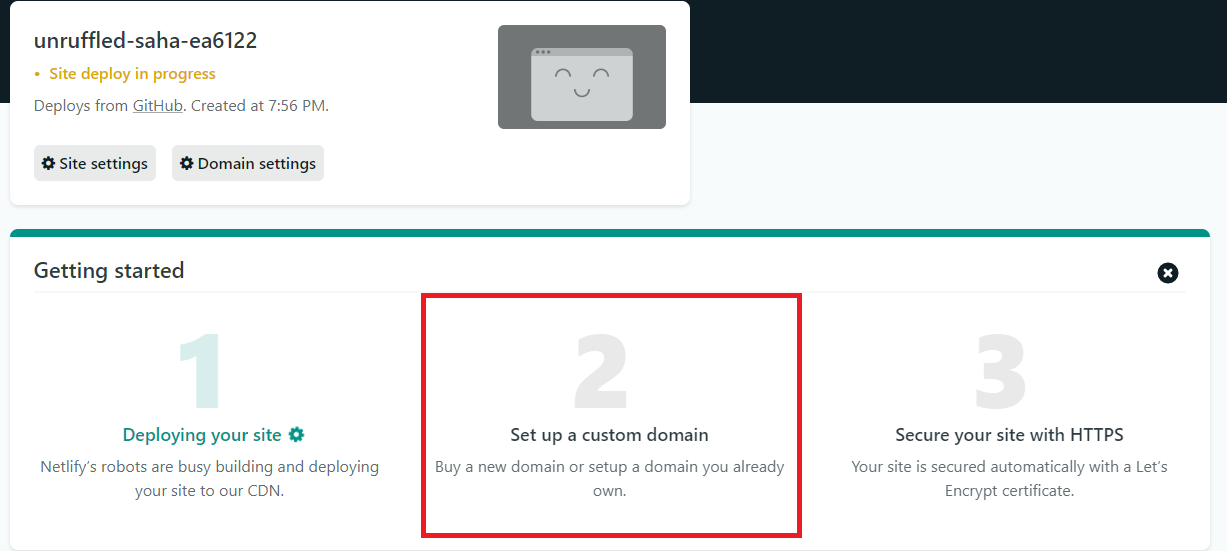 unruffled-saha-ea6122
• Site deploy in progress
Deploys from GitHub. Created at 7:56 PM.
Site settings
Domain settings
Getting started
1
Deploying your site
Netlify’s robots are busy building and deploying
your site to our CDN.
2
Set up a custom domain
Buy a new domain or setup a domain you already
own.
3
Secure your site with HTTPS
Your site is secured automatically with a Let’s
Encrypt certificate.